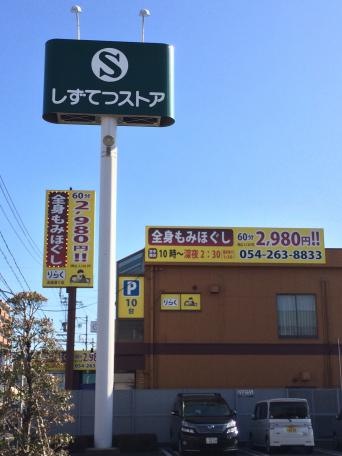 S
しずてつストア
全身もみほぐし
60分
2,980円!!
りらく
全身もみほぐし 60分 2,980円!!
10時～深夜2:30
054-263-8833
P
10
台
りらく